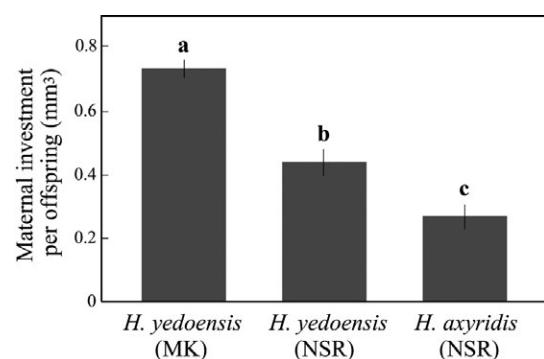 Maternal investment
per offspring (mm³)
0.8
0.6
0.4
0.2
0
a
b
c
H. yedoensis
(MK)
H. yedoensis
(NSR)
H. axyridis
(NSR)